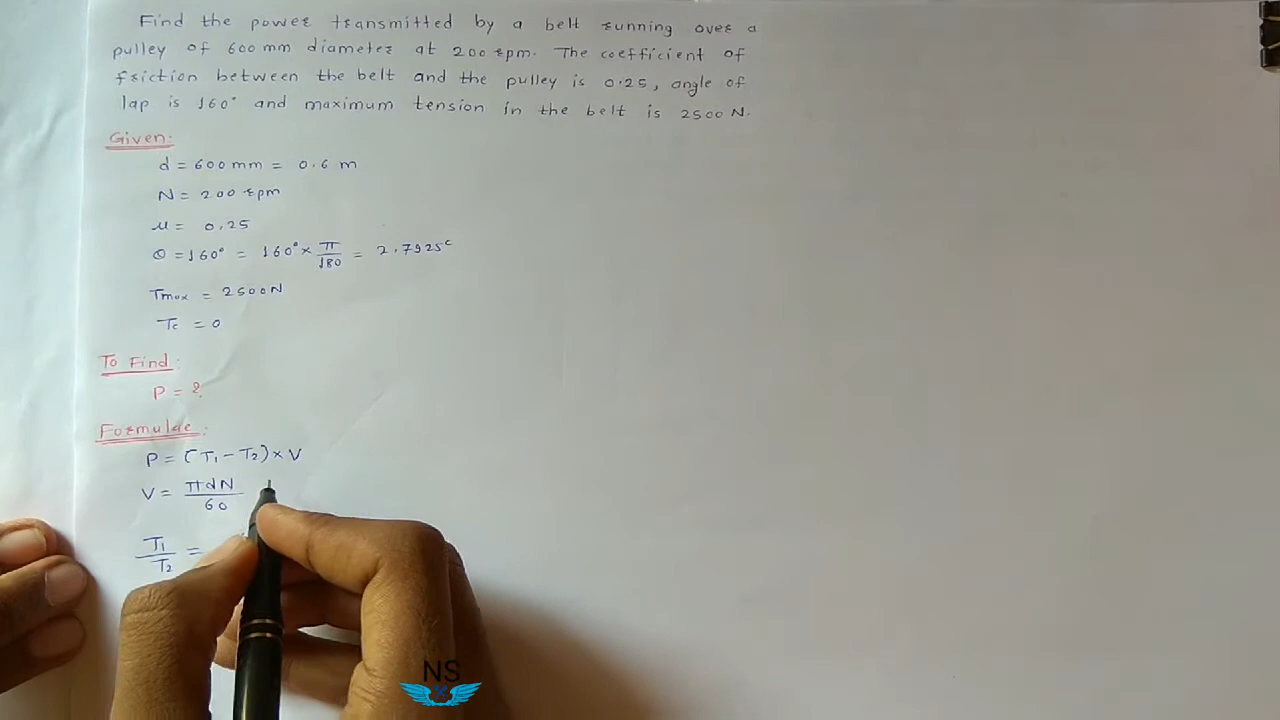 Find the power transmitted by a belt running over a
pulley of 600 mm diameter at 200 rpm. The coefficient of
friction between the belt and the pulley is 0.25, angle of
lap is 160° and maximum tension in the belt is 2500 N.
Given:
d = 600 mm = 0.6 m
N = 200 rpm
μ = 0.25
θ = 160° = 160° × π/180 = 2.7925ᶜ
Tmax = 2500 N
Tc = 0
To Find:
P = ?
Formulae:
P = (T₁ - T₂) × V
V = πdN/60
T₁/T₂ =
NS